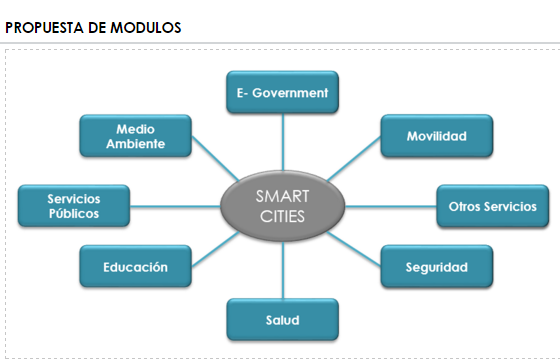 PROPUESTA DE MODULOS
E- Government
Medio
Ambiente
Movilidad
Servicios
Públicos
SMART
CITIES
Otros Servicios
Educación
Seguridad
Salud